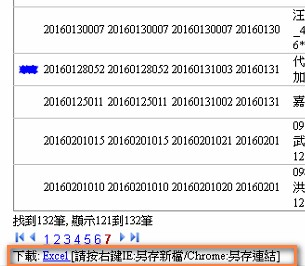 汪
20160130007 20160130007 20160130007 20160130 _4
6*
20160128052 20160128052 20160131003 20160131 代
加
20160125011 20160125011 20160131002 20160131 嘉
09
20160201015 20160201015 20160201021 20160201 武
12
09
20160201010 20160201010 20160201020 20160201 洪
12
找到132筆, 顯示121到132筆
1 2 3 4 5 6 7
下載: Excel [請按右鍵IE:另存新檔/Chrome:另存連結]